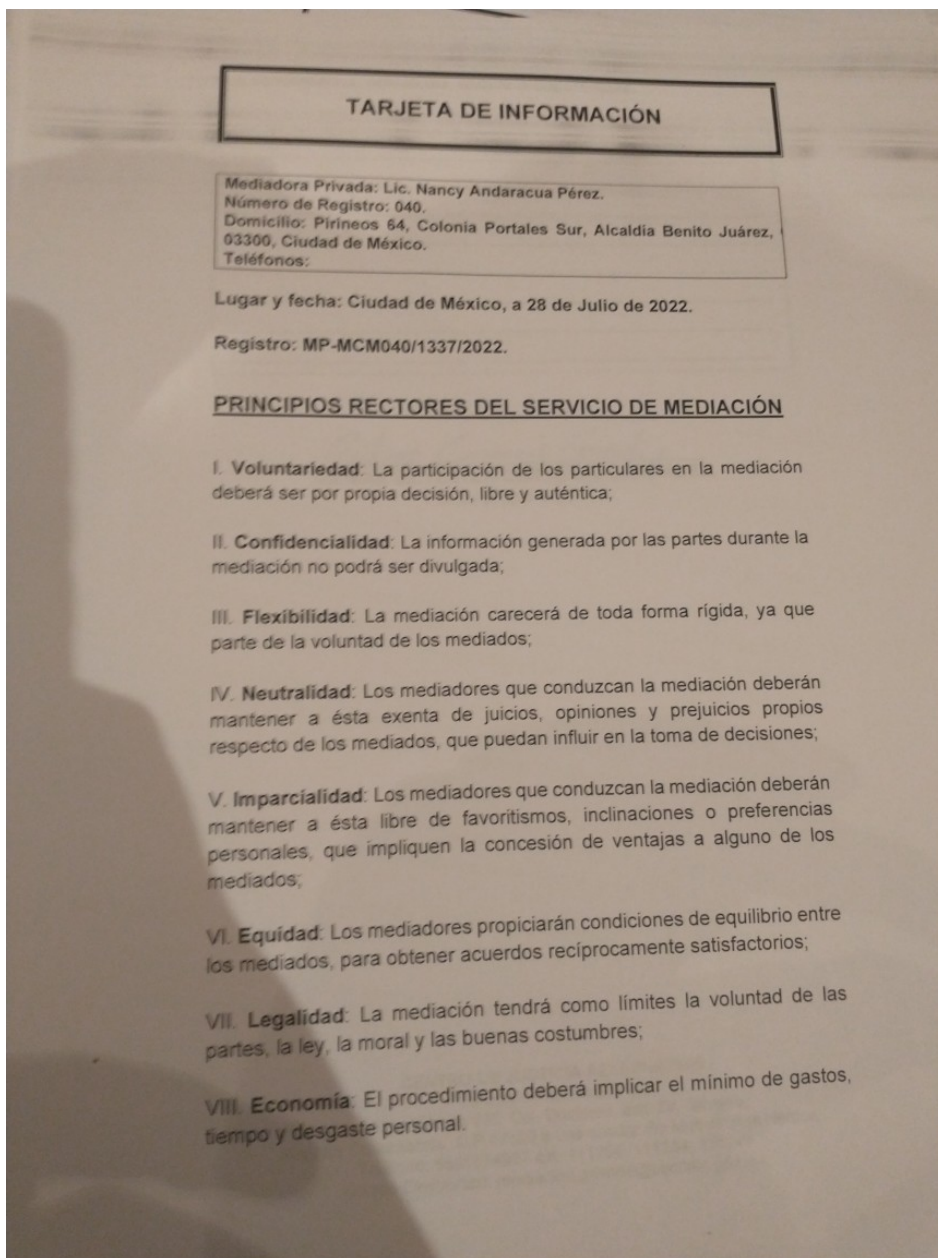 TARJETA DE INFORMACIÓN
Mediadora Privada: Lic. Nancy Andaracua Pérez.
Número de Registro: 040.
Domicilio: Pirineos 64, Colonia Portales Sur, Alcaldía Benito Juárez,
03300, Ciudad de México.
Teléfonos:
Lugar y fecha: Ciudad de México, a 28 de Julio de 2022.
Registro: MP-MCM040/1337/2022.
PRINCIPIOS RECTORES DEL SERVICIO DE MEDIACIÓN
I. Voluntariedad: La participación de los particulares en la mediación
deberá ser por propia decisión, libre y auténtica;
II. Confidencialidad: La información generada por las partes durante la
mediación no podrá ser divulgada;
III. Flexibilidad: La mediación carecerá de toda forma rígida, ya que
parte de la voluntad de los mediados;
IV. Neutralidad: Los mediadores que conduzcan la mediación deberán
mantener a ésta exenta de juicios, opiniones y prejuicios propios
respecto de los mediados, que puedan influir en la toma de decisiones;
V. Imparcialidad: Los mediadores que conduzcan la mediación deberán
mantener a ésta libre de favoritismos, inclinaciones o preferencias
personales, que impliquen la concesión de ventajas a alguno de los
mediados;
VI. Equidad: Los mediadores propiciarán condiciones de equilibrio entre
los mediados, para obtener acuerdos recíprocamente satisfactorios;
VII. Legalidad: La mediación tendrá como límites la voluntad de las
partes, la ley, la moral y las buenas costumbres;
VIII. Economía: El procedimiento deberá implicar el mínimo de gastos,
tiempo y desgaste personal.